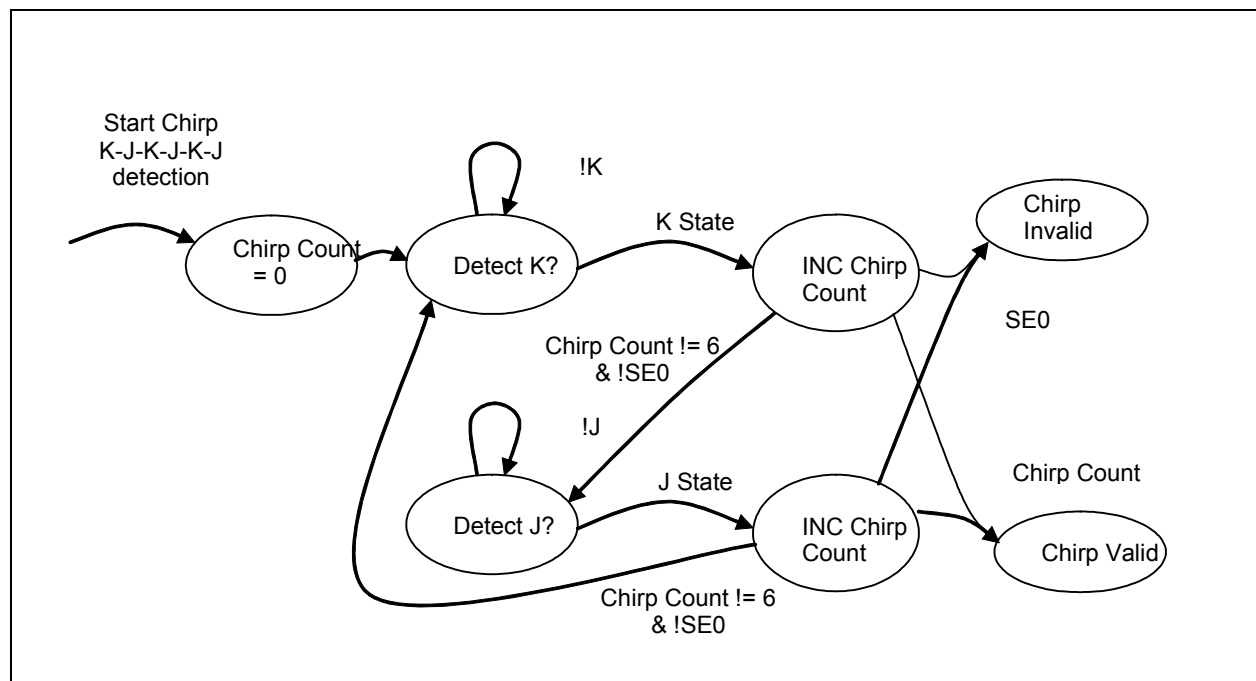 Start Chirp
K-J-K-J-K-J
detection
!K
K State
Chirp
Invalid
Chirp Count
= 0
Detect K?
INC Chirp
Count
SE0
Chirp Count != 6
& !SE0
!J
J State
Chirp Count
Detect J?
INC Chirp
Count
Chirp Valid
Chirp Count != 6
& !SE0